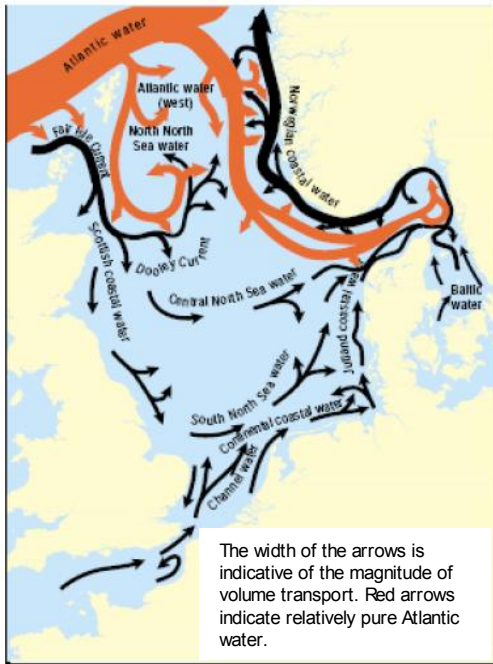 Atlantic water
Atlantic water
(west)
North North
Sea water
Fair Isle Current
Norwegian coastal water
Scottish coastal water
Dooley Current
Central North Sea water
Baltic
water
Jutland coastal water
South North Sea water
Continental coastal water
Channel water
The width of the arrows is
indicative of the magnitude of
volume transport. Red arrows
indicate relatively pure Atlantic
water.